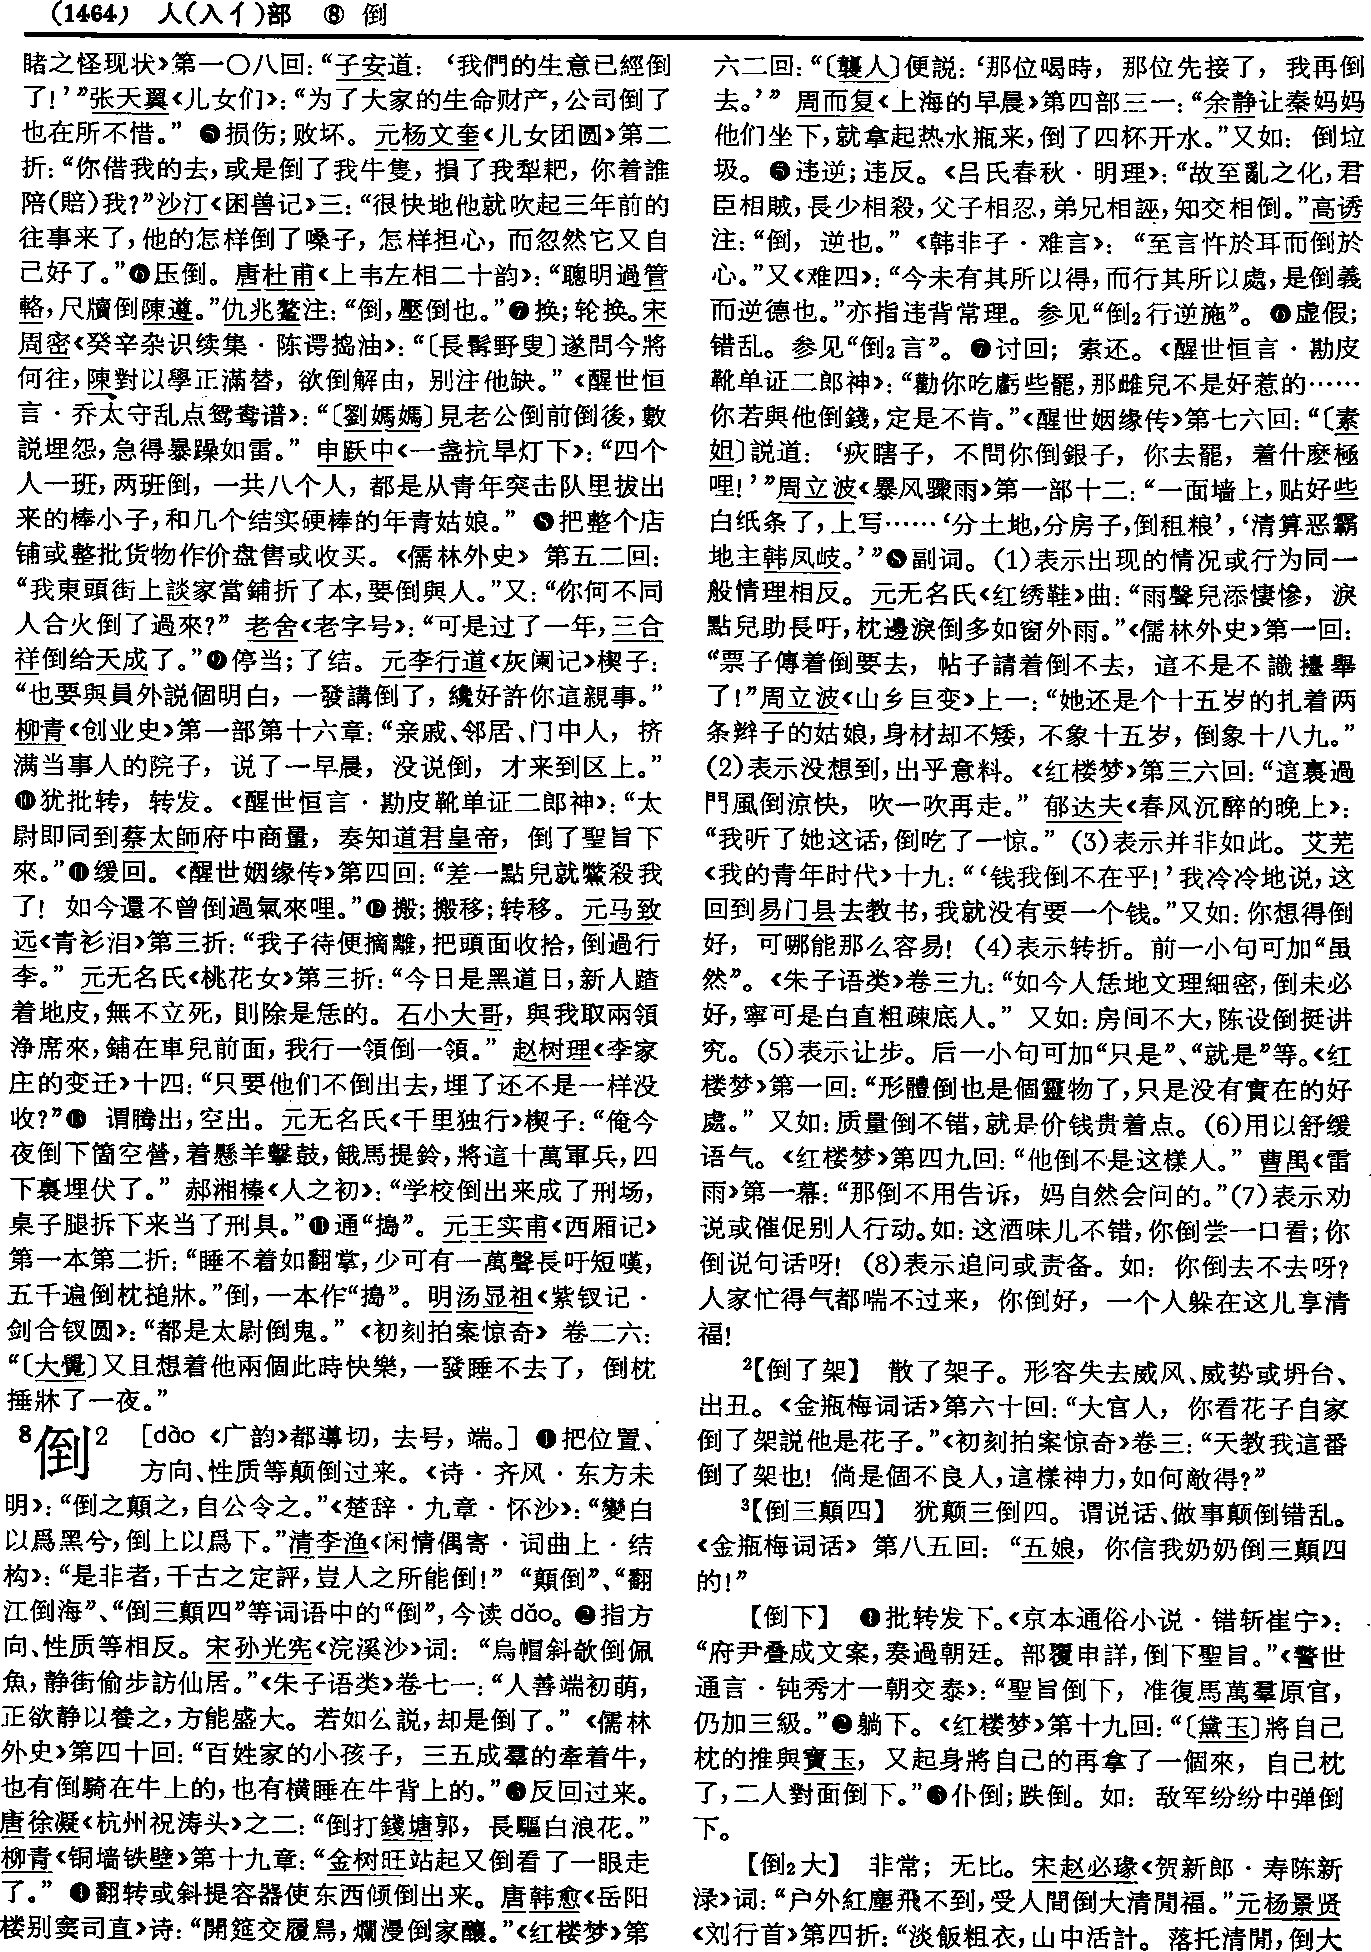 (1464) 人(入亻)部 ⑧ 倒
睹之怪现状》第一〇八回：“子安道：‘我們的生意已經倒
了！’”张天翼《儿女们》：“为了大家的生命财产，公司倒了
也在所不惜。” ❺损伤；败坏。元杨文奎《儿女团圆》第二
折：“你借我的去，或是倒了我牛隻，損了我犁耙，你着誰
陪(賠)我？”沙汀《困兽记》三：“很快地他就吹起三年前的
往事来了，他的怎样倒了嗓子，怎样担心，而忽然它又自
己好了。”❻压倒。唐杜甫《上韦左相二十韵》：“聰明過管
輅，尺牘倒陳遵。”仇兆鳌注：“倒，壓倒也。”❼换；轮换。宋
周密《癸辛杂识续集·陈谔捣油》：“〔長髯野叟〕遂問今將
何往，陳對以學正滿替，欲倒解由，别注他缺。”《醒世恒
言·乔太守乱点鸳鸯谱》：“〔劉媽媽〕見老公倒前倒後，數
説埋怨，急得暴躁如雷。” 申跃中《一盏抗旱灯下》：“四个
人一班，两班倒，一共八个人，都是从青年突击队里拔出
来的棒小子，和几个结实硬棒的年青姑娘。” ❽把整个店
铺或整批货物作价盘售或收买。《儒林外史》第五二回：
“我東頭街上談家當鋪折了本，要倒與人。”又：“你何不同
人合火倒了過來？” 老舍《老字号》：“可是过了一年，三合
祥倒给天成了。”❾停当；了结。元李行道《灰阑记》楔子：
“也要與員外説個明白，一發講倒了，纔好許你這親事。”
柳青《创业史》第一部第十六章：“亲戚、邻居、门中人，挤
满当事人的院子，说了一早晨，没说倒，才来到区上。”
❿犹批转，转发。《醒世恒言·勘皮靴单证二郎神》：“太
尉即同到蔡太師府中商量，奏知道君皇帝，倒了聖旨下
來。”⓫缓回。《醒世姻缘传》第四回：“差一點兒就鱉殺我
了！如今還不曾倒過氣來哩。”⓬搬；搬移；转移。元马致
远《青衫泪》第三折：“我子待便摘離，把頭面收拾，倒過行
李。” 元无名氏《桃花女》第三折：“今日是黑道日，新人踏
着地皮，無不立死，則除是恁的。石小大哥，與我取兩領
净席來，鋪在車兒前面，我行一領倒一領。” 赵树理《李家
庄的变迁》十四：“只要他们不倒出去，埋了还不是一样没
收？”⓭ 谓腾出，空出。元无名氏《千里独行》楔子：“俺今
夜倒下箇空營，着懸羊擊鼓，餓馬提鈴，將這十萬軍兵，四
下裏埋伏了。” 郝湘榛《人之初》：“学校倒出来成了刑场，
桌子腿拆下来当了刑具。”⓮通“搗”。元王实甫《西厢记》
第一本第二折：“睡不着如翻掌，少可有一萬聲長吁短嘆，
五千遍倒枕搥牀。”倒，一本作“搗”。明汤显祖《紫钗记·
剑合钗圆》：“都是太尉倒鬼。”《初刻拍案惊奇》卷二六：
“〔大覺〕又且想着他兩個此時快樂，一發睡不去了，倒枕
捶牀了一夜。”
8倒2 [dào 《广韵》都導切，去号，端。] ❶把位置、
方向、性质等颠倒过来。《诗·齐风·东方未
明》：“倒之顛之，自公令之。”《楚辞·九章·怀沙》：“變白
以爲黑兮，倒上以爲下。”清李渔《闲情偶寄·词曲上·结
构》：“是非者，千古之定評，豈人之所能倒！” “顛倒”、“翻
江倒海”、“倒三顛四”等词语中的“倒”，今读dǎo。❷指方
向、性质等相反。宋孙光宪《浣溪沙》词：“烏帽斜欹倒佩
魚，静街偷步訪仙居。”《朱子语类》卷七一：“人善端初萌，
正欲静以養之，方能盛大。若如公説，却是倒了。”《儒林
外史》第四十回：“百姓家的小孩子，三五成羣的牽着牛，
也有倒騎在牛上的，也有横睡在牛背上的。”❸反回过来。
唐徐凝《杭州祝涛头》之二：“倒打錢塘郭，長驅白浪花。”
柳青《铜墙铁壁》第十九章：“金树旺站起又倒看了一眼走
了。” ❹翻转或斜提容器使东西倾倒出来。唐韩愈《岳阳
楼别窦司直》诗：“開筵交履舄，爛漫倒家釀。”《红楼梦》第
六二回：“〔襲人〕便説：‘那位喝時，那位先接了，我再倒
去。’” 周而复《上海的早晨》第四部三一：“余静让秦妈妈
他们坐下，就拿起热水瓶来，倒了四杯开水。”又如：倒垃
圾。❺违逆；违反。《吕氏春秋·明理》：“故至亂之化，君
臣相賊，長少相殺，父子相忍，弟兄相誣，知交相倒。”高诱
注：“倒，逆也。”《韩非子·难言》：“至言忤於耳而倒於
心。”又《难四》：“今未有其所以得，而行其所以處，是倒義
而逆德也。”亦指违背常理。参见“倒2行逆施”。❻虚假；
错乱。参见“倒2言”。❼讨回；索还。《醒世恒言·勘皮
靴单证二郎神》：“勸你吃虧些罷，那雌兒不是好惹的……
你若與他倒錢，定是不肯。”《醒世姻缘传》第七六回：“〔素
姐〕説道：‘疢瞎子，不問你倒銀子，你去罷，着什麽極
哩！’”周立波《暴风骤雨》第一部十二：“一面墙上，贴好些
白纸条了，上写……‘分土地，分房子，倒租粮’，‘清算恶霸
地主韩凤岐。’”❽副词。(1)表示出现的情况或行为同一
般情理相反。元无名氏《红绣鞋》曲：“雨聲兒添悽慘，淚
點兒助長吁，枕邊淚倒多如窗外雨。”《儒林外史》第一回：
“票子傳着倒要去，帖子請着倒不去，這不是不識擡舉
了！”周立波《山乡巨变》上一：“她还是个十五岁的扎着两
条辫子的姑娘，身材却不矮，不象十五岁，倒象十八九。”
(2)表示没想到，出乎意料。《红楼梦》第三六回：“這裏過
門風倒涼快，吹一吹再走。” 郁达夫《春风沉醉的晚上》：
“我听了她这话，倒吃了一惊。” (3)表示并非如此。艾芜
《我的青年时代》十九：“‘钱我倒不在乎！’我冷冷地说，这
回到易门县去教书，我就没有要一个钱。”又如：你想得倒
好，可哪能那么容易！(4)表示转折。前一小句可加“虽
然”。《朱子语类》卷三九：“如今人恁地文理細密，倒未必
好，寧可是白直粗疎底人。” 又如：房间不大，陈设倒挺讲
究。(5)表示让步。后一小句可加“只是”、“就是”等。《红
楼梦》第一回：“形體倒也是個靈物了，只是没有實在的好
處。” 又如：质量倒不错，就是价钱贵着点。(6)用以舒缓
语气。《红楼梦》第四九回：“他倒不是这樣人。” 曹禺《雷
雨》第一幕：“那倒不用告诉，妈自然会问的。”(7)表示劝
说或催促别人行动。如：这酒味儿不错，你倒尝一口看；你
倒说句话呀！(8)表示追问或责备。如：你倒去不去呀？
人家忙得气都喘不过来，你倒好，一个人躲在这儿享清
福！
2【倒了架】 散了架子。形容失去威风、威势或坍台、
出丑。《金瓶梅词话》第六十回：“大官人，你看花子自家
倒了架説他是花子。”《初刻拍案惊奇》卷三：“天教我這番
倒了架也！倘是個不良人，這樣神力，如何敵得？”
3【倒三顛四】 犹颠三倒四。谓说话、做事颠倒错乱。
《金瓶梅词话》第八五回：“五娘，你信我奶奶倒三顛四
的！”
【倒下】 ❶批转发下。《京本通俗小说·错斩崔宁》：
“府尹叠成文案，奏過朝廷。部覆申詳，倒下聖旨。”《警世
通言·钝秀才一朝交泰》：“聖旨倒下，准復馬萬羣原官，
仍加三級。”❷躺下。《红楼梦》第十九回：“〔黛玉〕將自己
枕的推與寶玉，又起身將自己的再拿了一個來，自己枕
了，二人對面倒下。”❸仆倒；跌倒。如：敌军纷纷中弹倒
下。
【倒2大】 非常；无比。宋赵必𤩪《贺新郎·寿陈新
渌》词：“户外紅塵飛不到，受人間倒大清閒福。”元杨景贤
《刘行首》第四折：“淡飯粗衣，山中活計。落托清閒，倒大